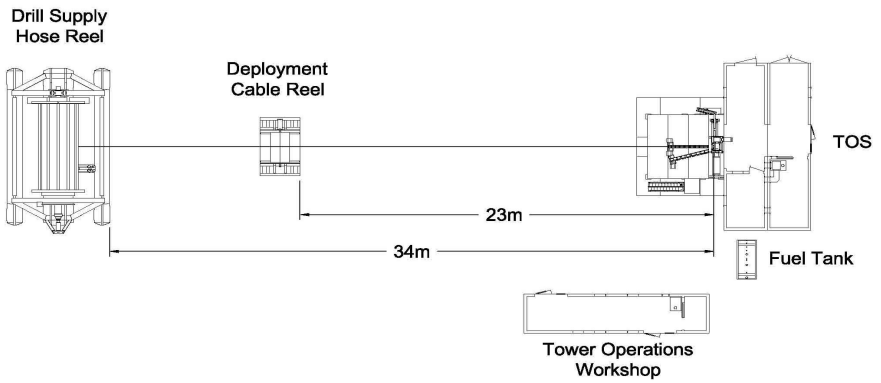 Drill Supply
Hose Reel
Deployment
Cable Reel
TOS
23m
34m
Fuel Tank
Tower Operations
Workshop